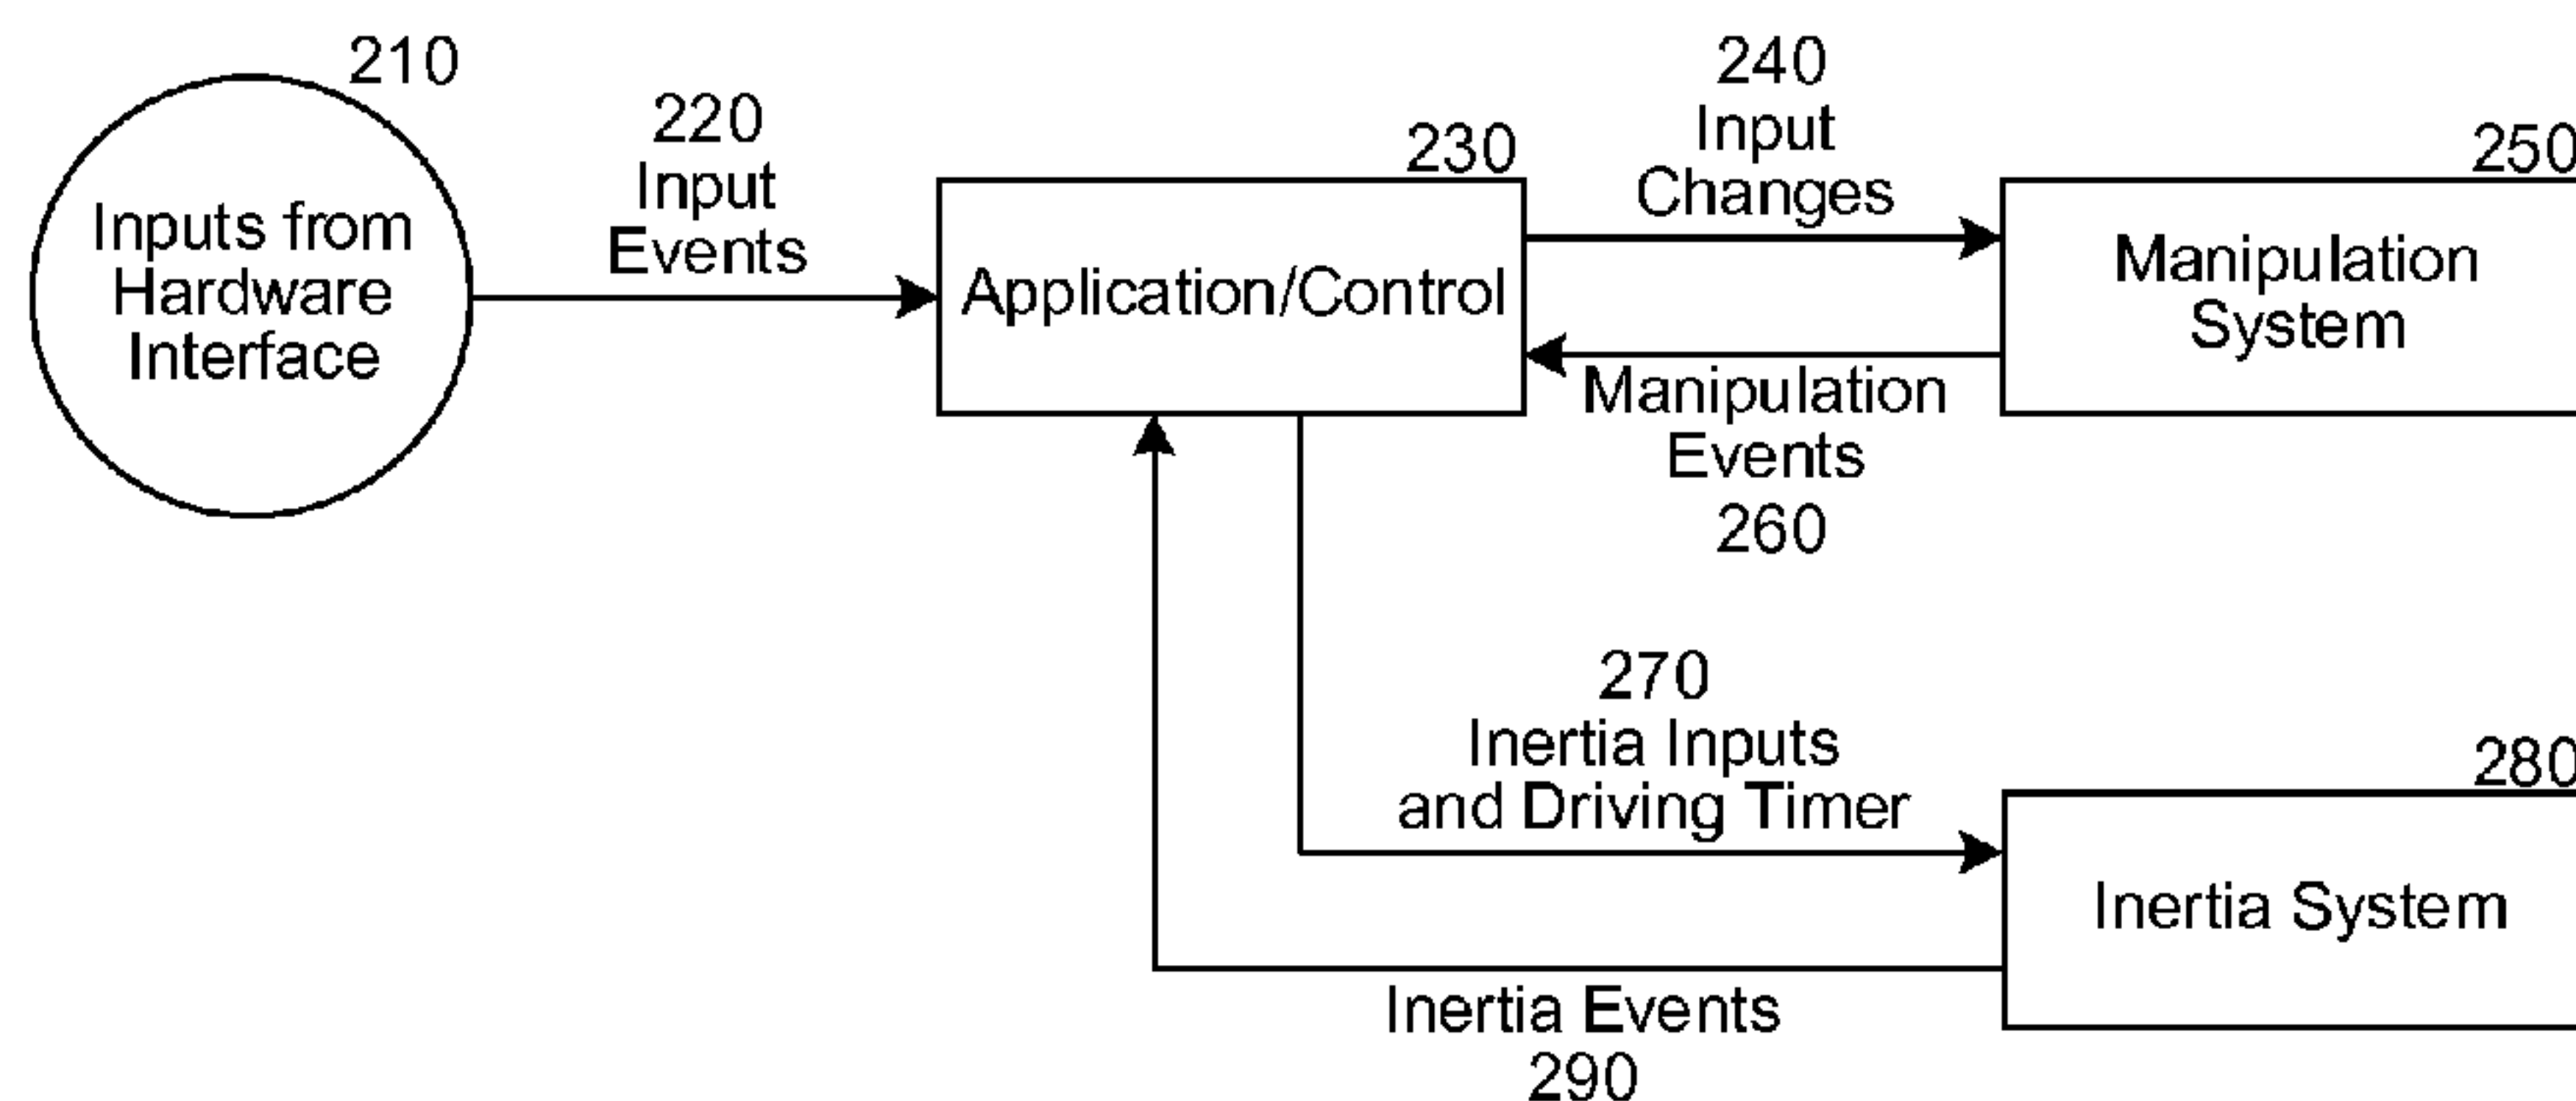 210
Inputs from
Hardware
Interface
220
Input
Events
230
Application/Control
240
Input
Changes
250
Manipulation
System
Manipulation
Events
260
270
Inertia Inputs
and Driving Timer
280
Inertia System
Inertia Events
290